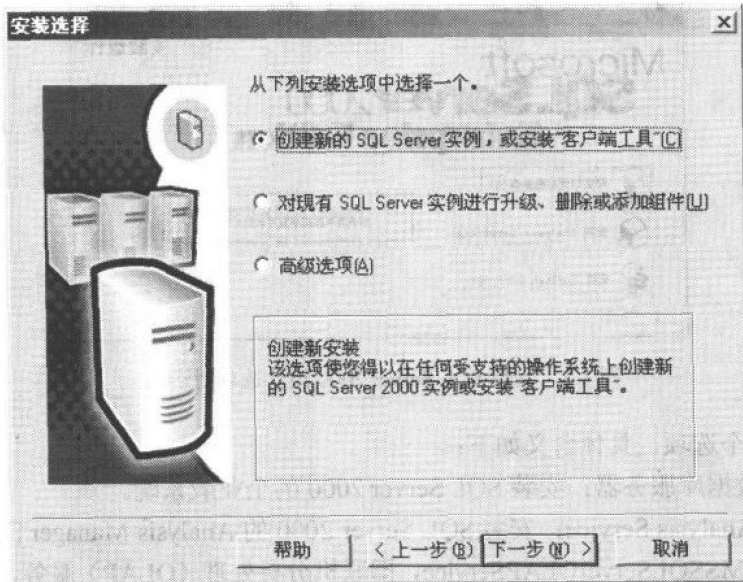 安装选择
从下列安装选项中选择一个。
创建新的 SQL Server 实例，或安装"客户端工具"(C)
对现有 SQL Server 实例进行升级、删除或添加组件(U)
高级选项(A)
创建新安装
该选项使您得以在任何受支持的操作系统上创建新
的 SQL Server 2000 实例或安装"客户端工具"。
帮助
< 上一步(B)
下一步(N) >
取消